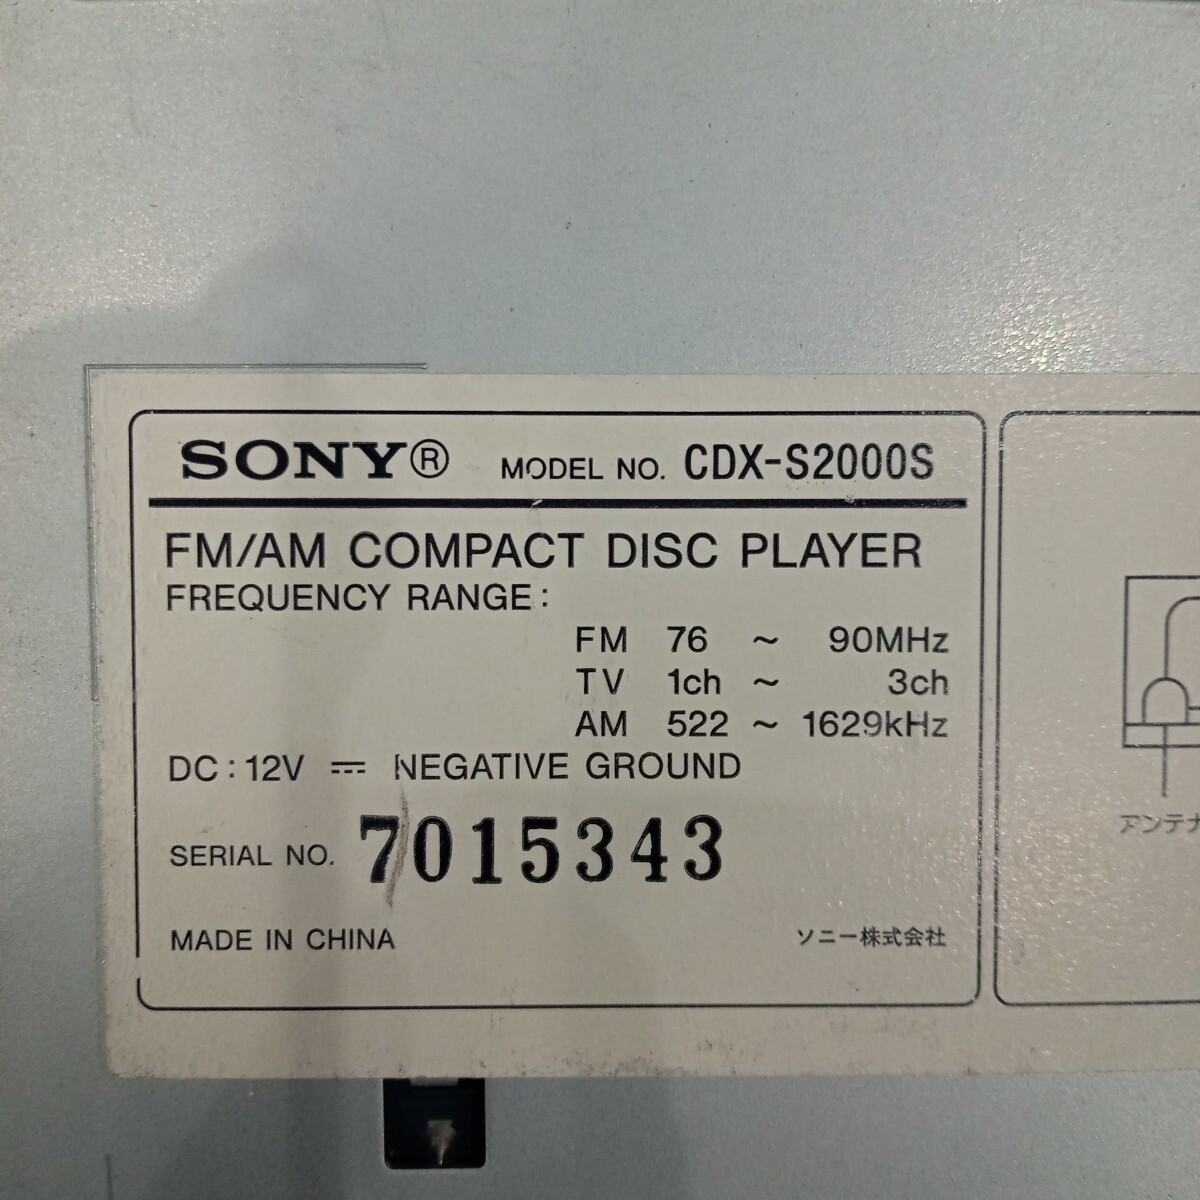 SONY® MODEL NO. CDX-S2000S
FM/AM COMPACT DISC PLAYER
FREQUENCY RANGE:
FM 76 ~ 90MHz
TV 1ch ~ 3ch
AM 522 ~ 1629kHz
DC : 12V ⎓ NEGATIVE GROUND
SERIAL NO. 7015343
MADE IN CHINA ソニー株式会社
アンテナ